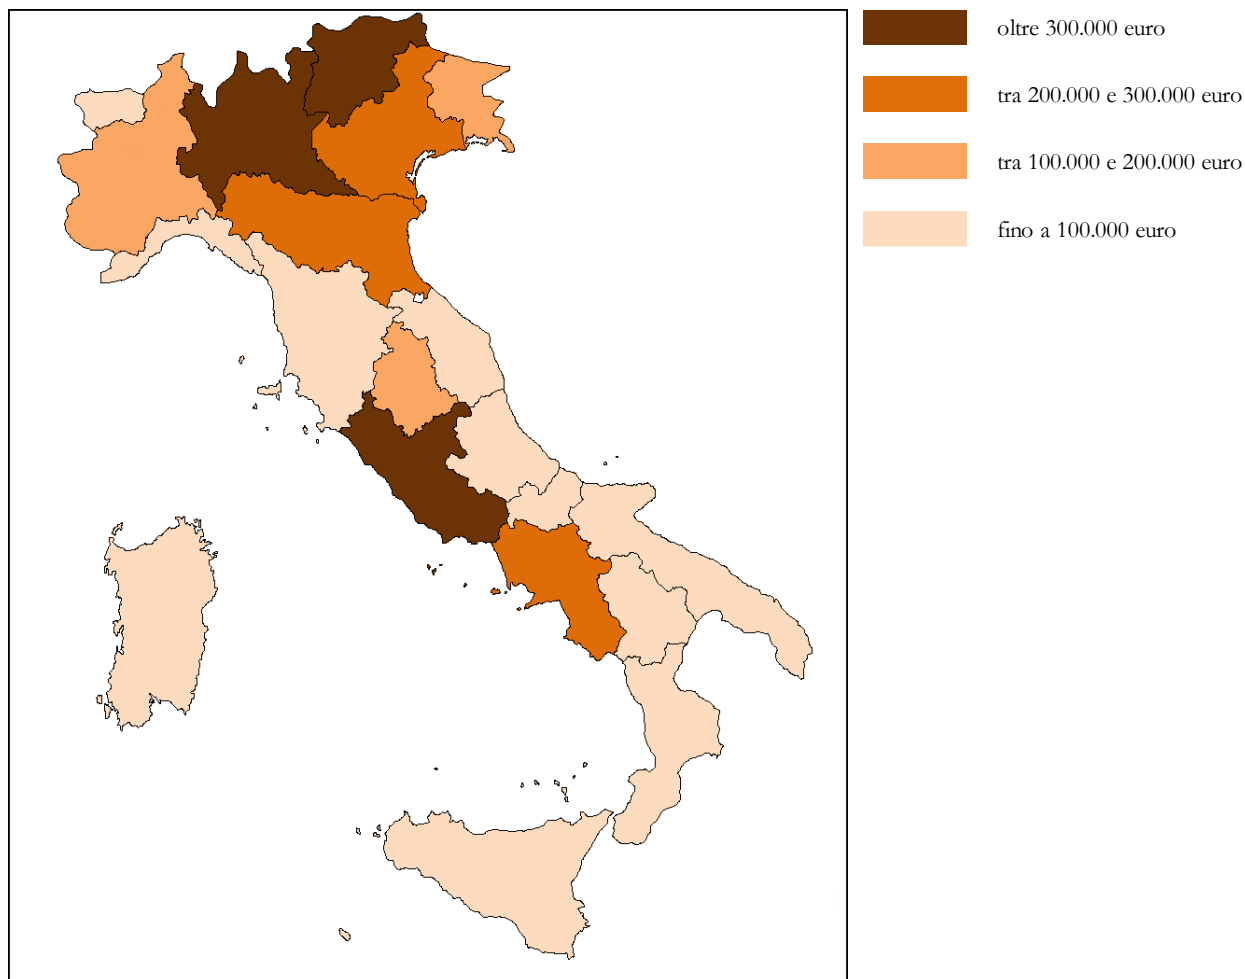 oltre 300.000 euro
tra 200.000 e 300.000 euro
tra 100.000 e 200.000 euro
fino a 100.000 euro